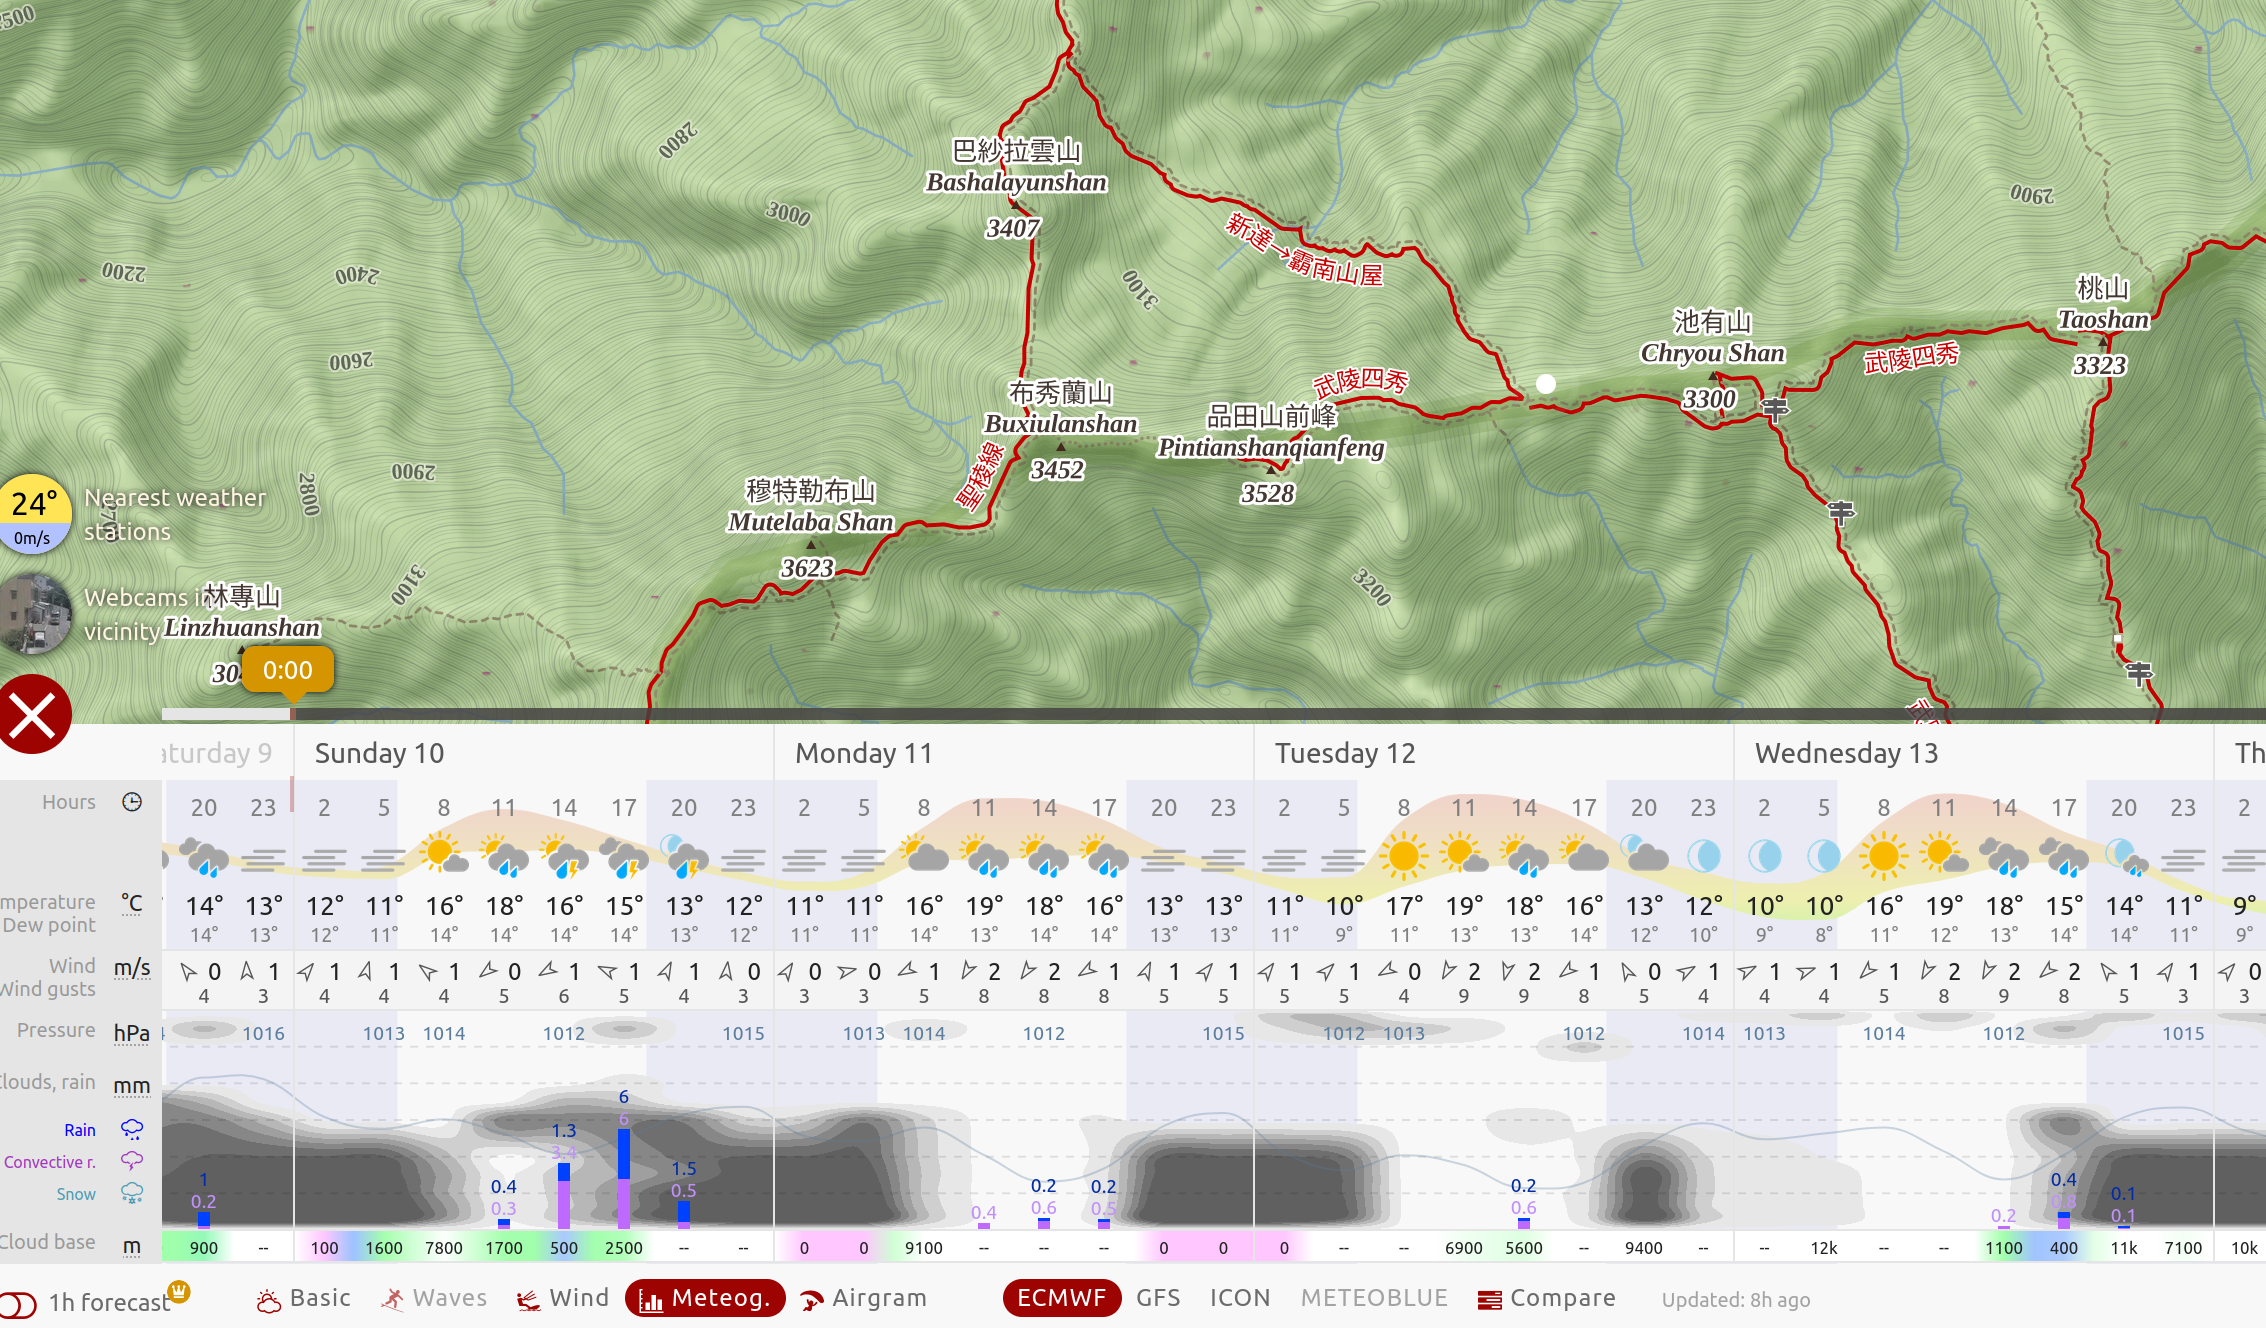 2500
2800
巴紗拉雲山
Bashalayunshan
3407
3000
2900
新達→霸南山屋
2200
2400
3100
桃山
Taoshan
3323
池有山
Chryou Shan
3300
武陵四秀
2600
布秀蘭山
Buxiulanshan
3452
武陵四秀
品田山前峰
Pintianshanqianfeng
3528
2900
2800
聖稜線
穆特勒布山
Mutelaba Shan
3623
24°
0m/s
Nearest weather
stations
3100
3200
Webcams in
vicinity
林專山
Linzhuanshan
0:00
aturday 9 Sunday 10 Monday 11 Tuesday 12 Wednesday 13 Th
Hours 20 23 2 5 8 11 14 17 20 23 2 5 8 11 14 17 20 23 2 5 8 11 14 17 20 23 2 5 8 11 14 17 20 23 2
mperature °C 14° 13° 12° 11° 16° 18° 16° 15° 13° 12° 11° 11° 16° 19° 18° 16° 13° 13° 11° 10° 17° 19° 18° 16° 13° 12° 10° 10° 16° 19° 18° 15° 14° 11° 9°
Dew point 14° 13° 12° 11° 14° 14° 14° 14° 13° 12° 11° 11° 14° 13° 14° 14° 13° 13° 11° 9° 11° 13° 13° 14° 12° 10° 9° 8° 11° 12° 13° 14° 14° 11° 9°
Wind m/s 0 1 1 1 1 0 1 1 1 0 0 0 1 2 2 1 1 1 1 1 0 2 2 1 0 1 1 1 1 2 2 2 1 1 0
Wind gusts 4 3 4 4 4 5 6 5 4 3 3 3 5 8 8 8 5 5 5 5 4 9 9 8 5 4 4 4 5 8 9 8 5 3 3
Pressure hPa 1016 1013 1014 1012 1015 1013 1014 1012 1015 1012 1013 1012 1014 1013 1014 1012 1015
Clouds, rain mm
6
6
Rain 1.3
3.4
Convective r.
1 0.4 1.5 0.2 0.2 0.2 0.4 0.1
Snow
0.2 0.3 0.5 0.4 0.6 0.5 0.6 0.2 0.8 0.1
Cloud base m 900 -- 100 1600 7800 1700 500 2500 -- -- 0 0 9100 -- -- -- 0 0 0 -- -- 6900 5600 -- 9400 -- -- 12k -- -- 1100 400 11k 7100 10k
1h forecast Basic Waves Wind Meteog. Airgram ECMWF GFS ICON METEOBLUE Compare Updated: 8h ago